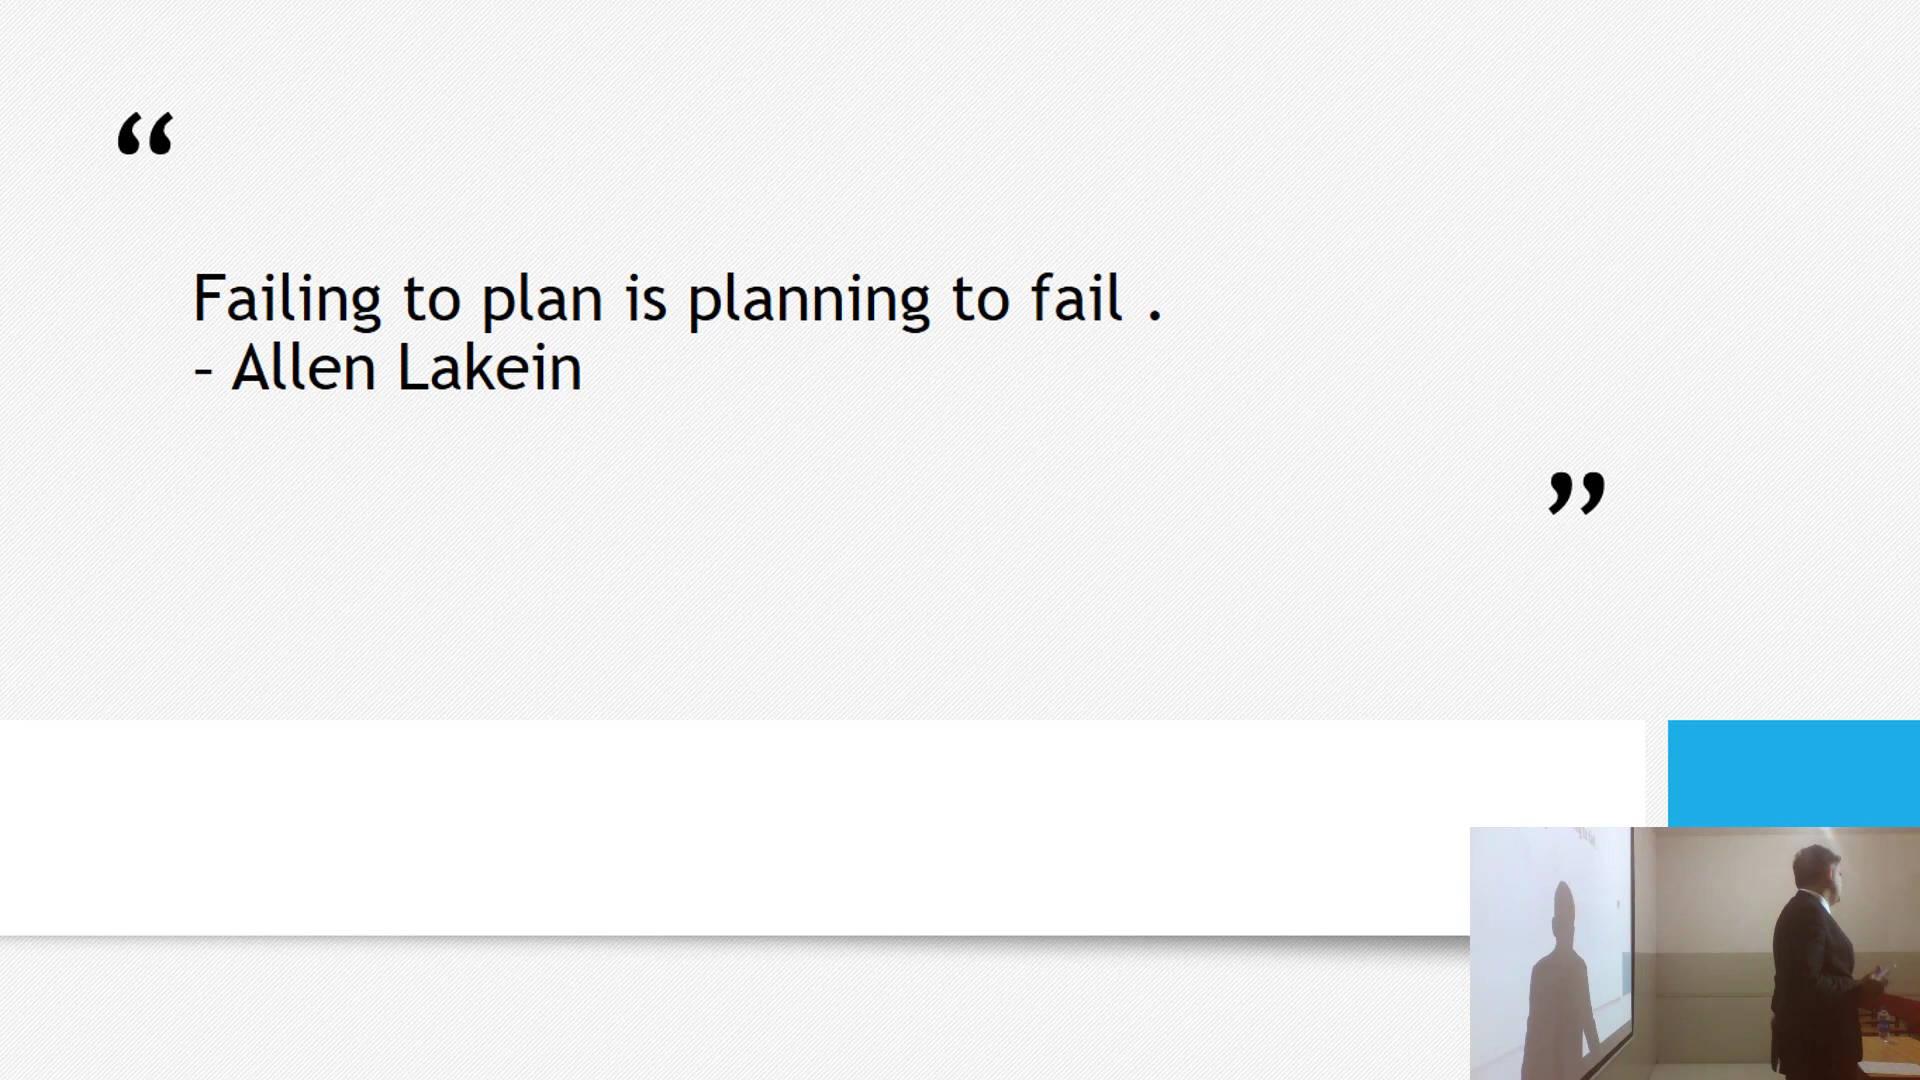 “
Failing to plan is planning to fail .
– Allen Lakein
”